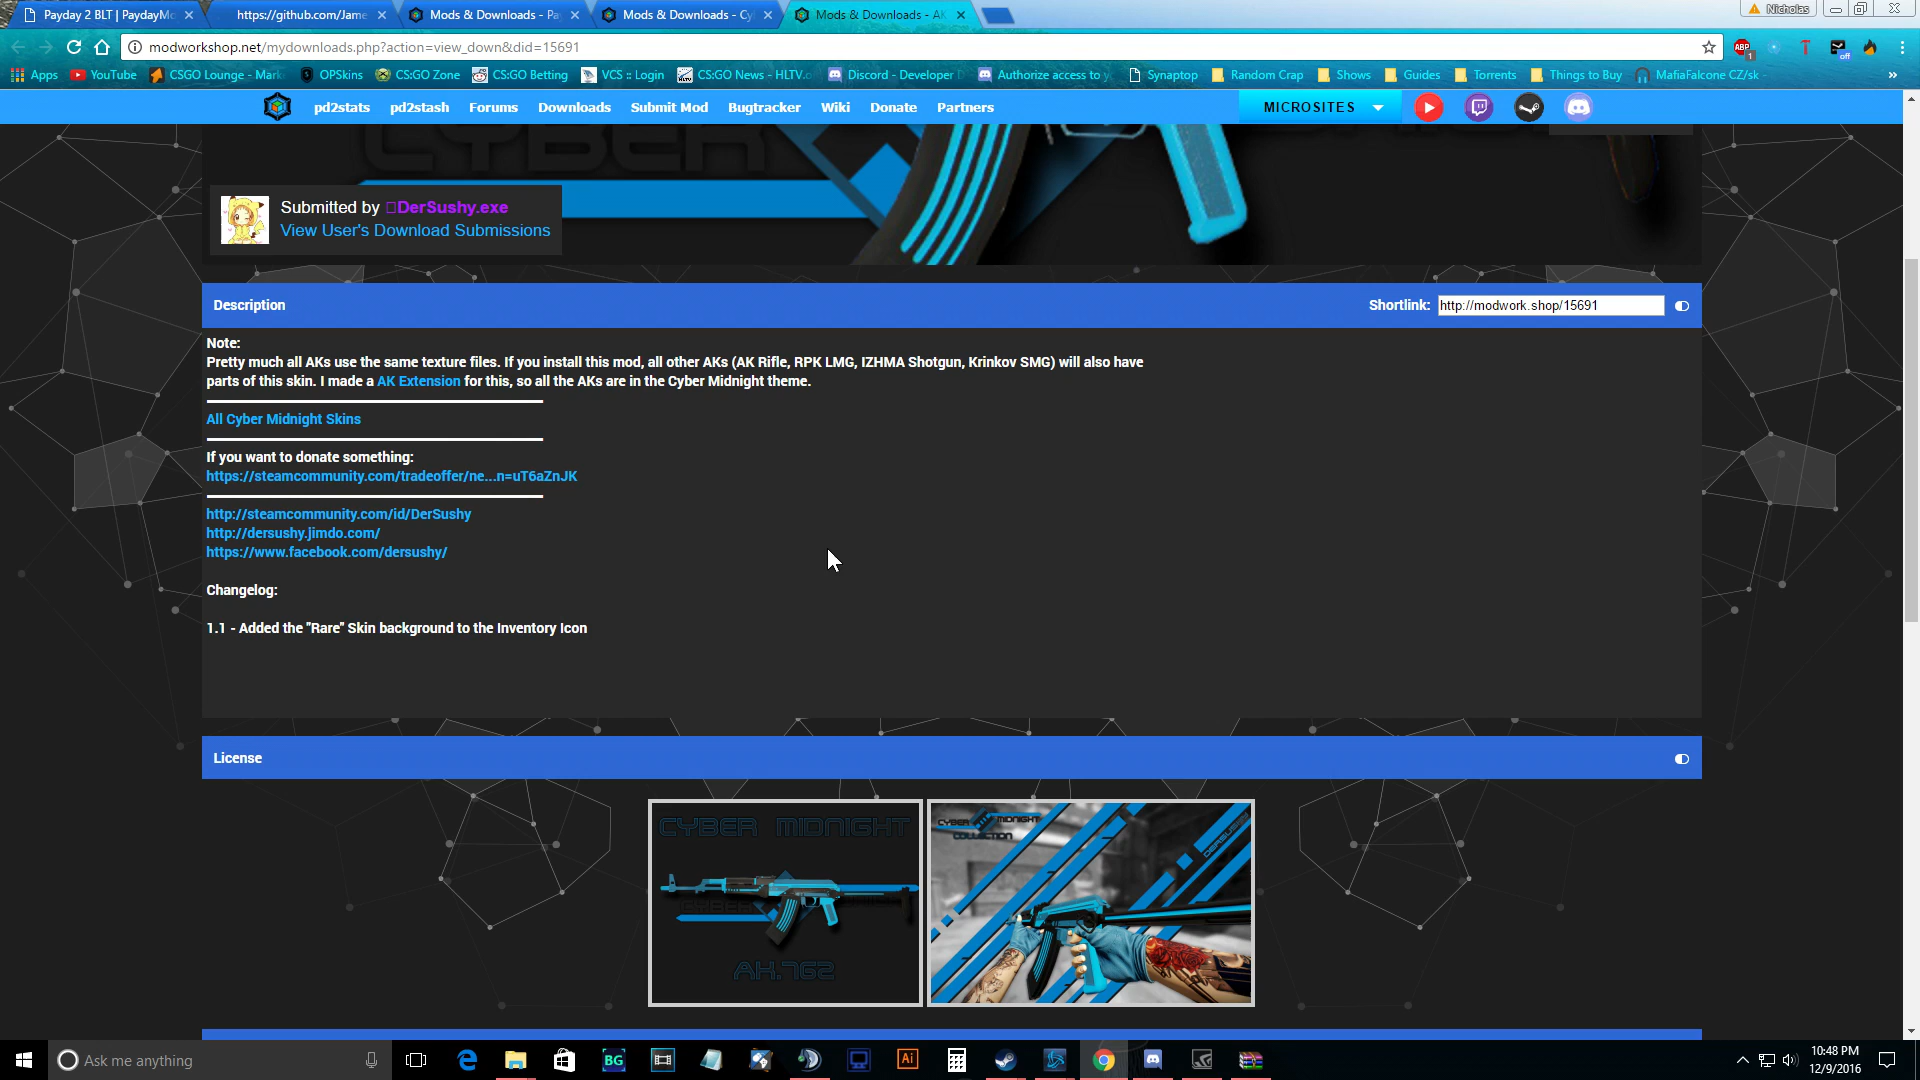 Payday 2 BLT | PaydayMo
https://github.com/Jame
Mods & Downloads - Pa
Mods & Downloads - Cy
Mods & Downloads - AK
Nicholas
modworkshop.net/mydownloads.php?action=view_down&did=15691
Apps
YouTube
CSGO Lounge - Mark
OPSkins
CS:GO Zone
CS:GO Betting
VCS :: Login
CS:GO News - HLTV.o
Discord - Developer D
Authorize access to y
Synaptop
Random Crap
Shows
Guides
Torrents
Things to Buy
MafiaFalcone CZ/sk -
pd2stats
pd2stash
Forums
Downloads
Submit Mod
Bugtracker
Wiki
Donate
Partners
MICROSITES
CYBER
Submitted by DerSushy.exe
View User's Download Submissions
Description
Shortlink: http://modwork.shop/15691
Note:
Pretty much all AKs use the same texture files. If you install this mod, all other AKs (AK Rifle, RPK LMG, IZHMA Shotgun, Krinkov SMG) will also have
parts of this skin. I made a AK Extension for this, so all the AKs are in the Cyber Midnight theme.
All Cyber Midnight Skins
If you want to donate something:
https://steamcommunity.com/tradeoffer/ne...n=uT6aZnJK
http://steamcommunity.com/id/DerSushy
http://dersushy.jimdo.com/
https://www.facebook.com/dersushy/
Changelog:
1.1 - Added the "Rare" Skin background to the Inventory Icon
License
CYBER MIDNIGHT
AK.762
CYBER MIDNIGHT
COLLECTION
DERSUSHY
Ask me anything
BG
Ai
10:48 PM
12/9/2016